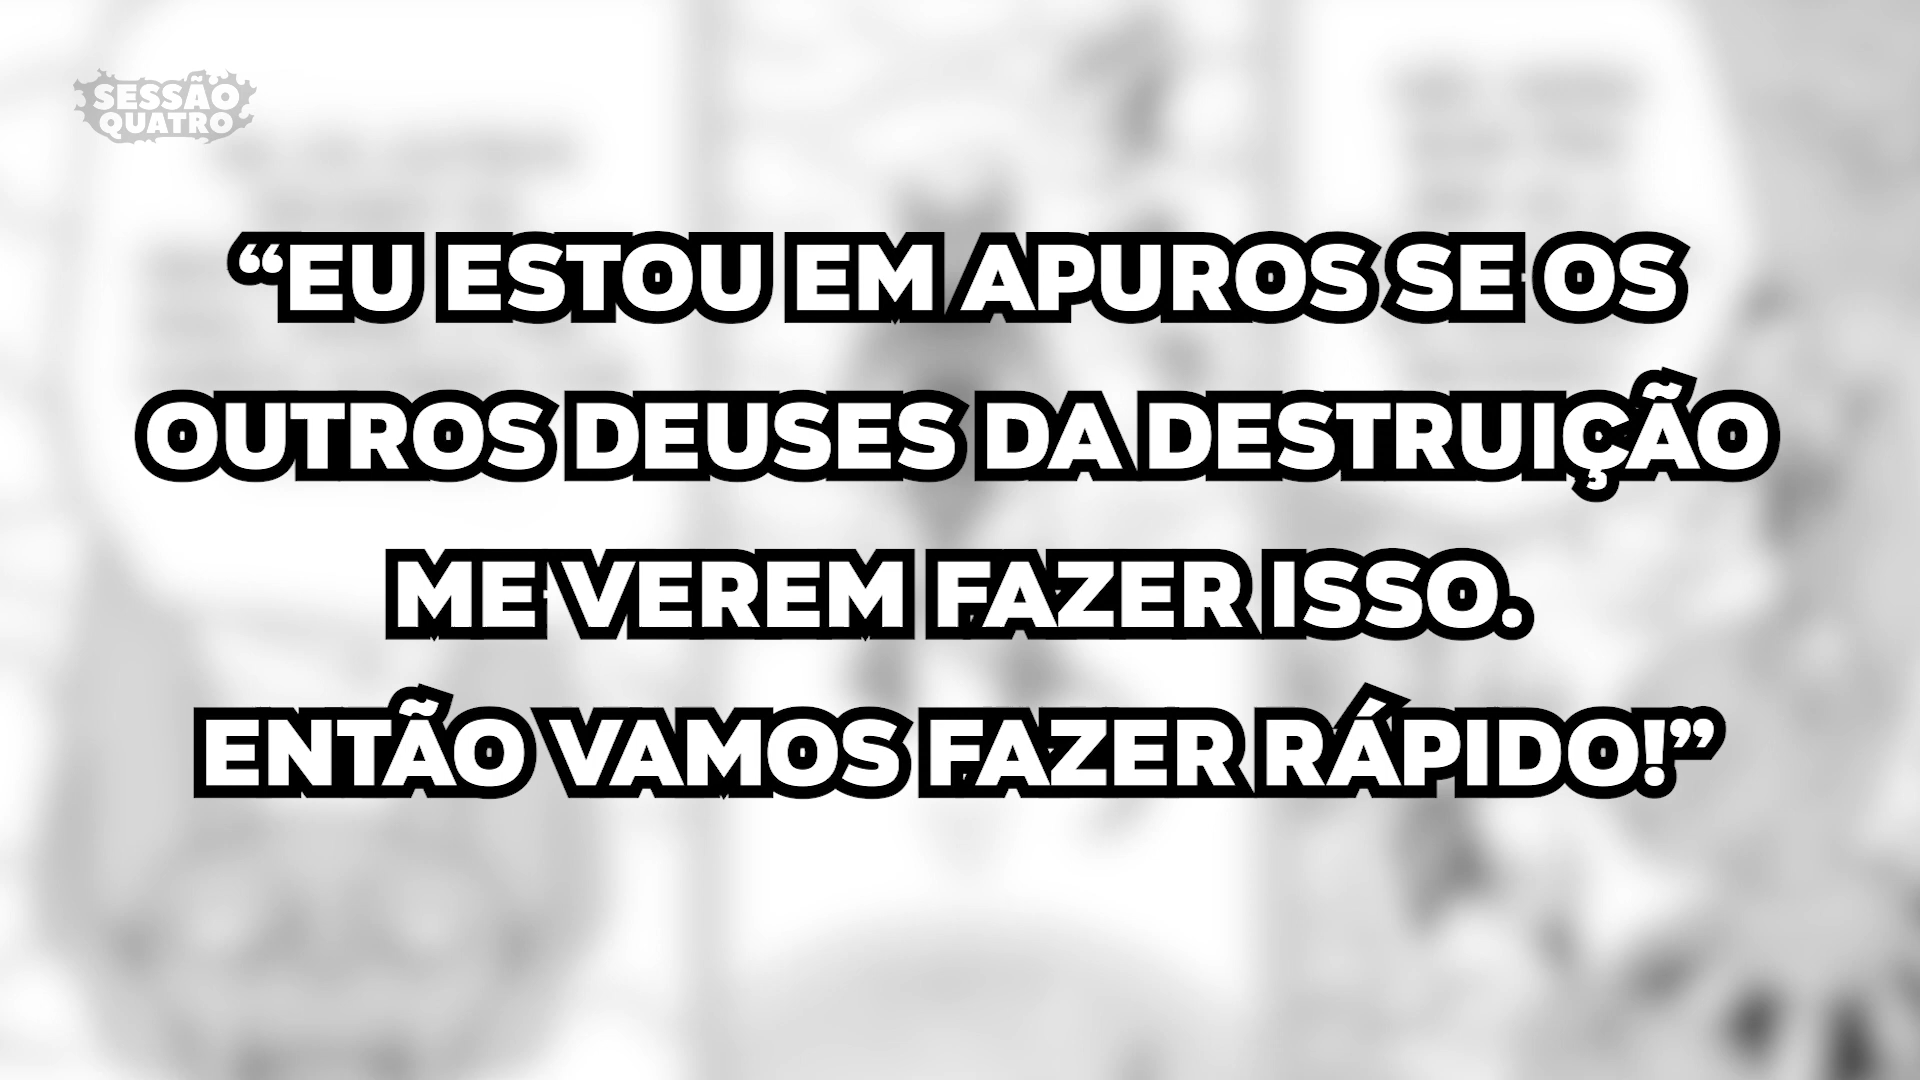 SESSÃO
QUATRO
“EU ESTOU EM APUROS SE OS
OUTROS DEUSES DA DESTRUIÇÃO
ME VEREM FAZER ISSO.
ENTÃO VAMOS FAZER RÁPIDO!”